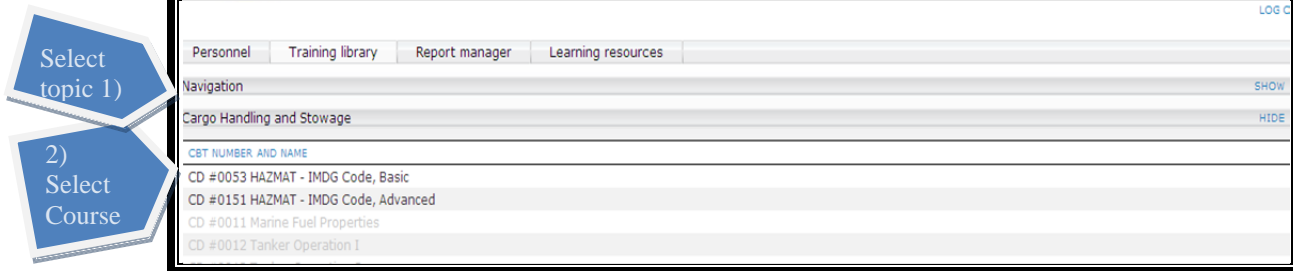 LOG
Select
topic 1)
2)
Select
Course
Personnel Training library Report manager Learning resources
Navigation SHOW
Cargo Handling and Stowage HIDE
CBT NUMBER AND NAME
CD #0053 HAZMAT - IMDG Code, Basic
CD #0151 HAZMAT - IMDG Code, Advanced
CD #0011 Marine Fuel Properties
CD #0012 Tanker Operation I